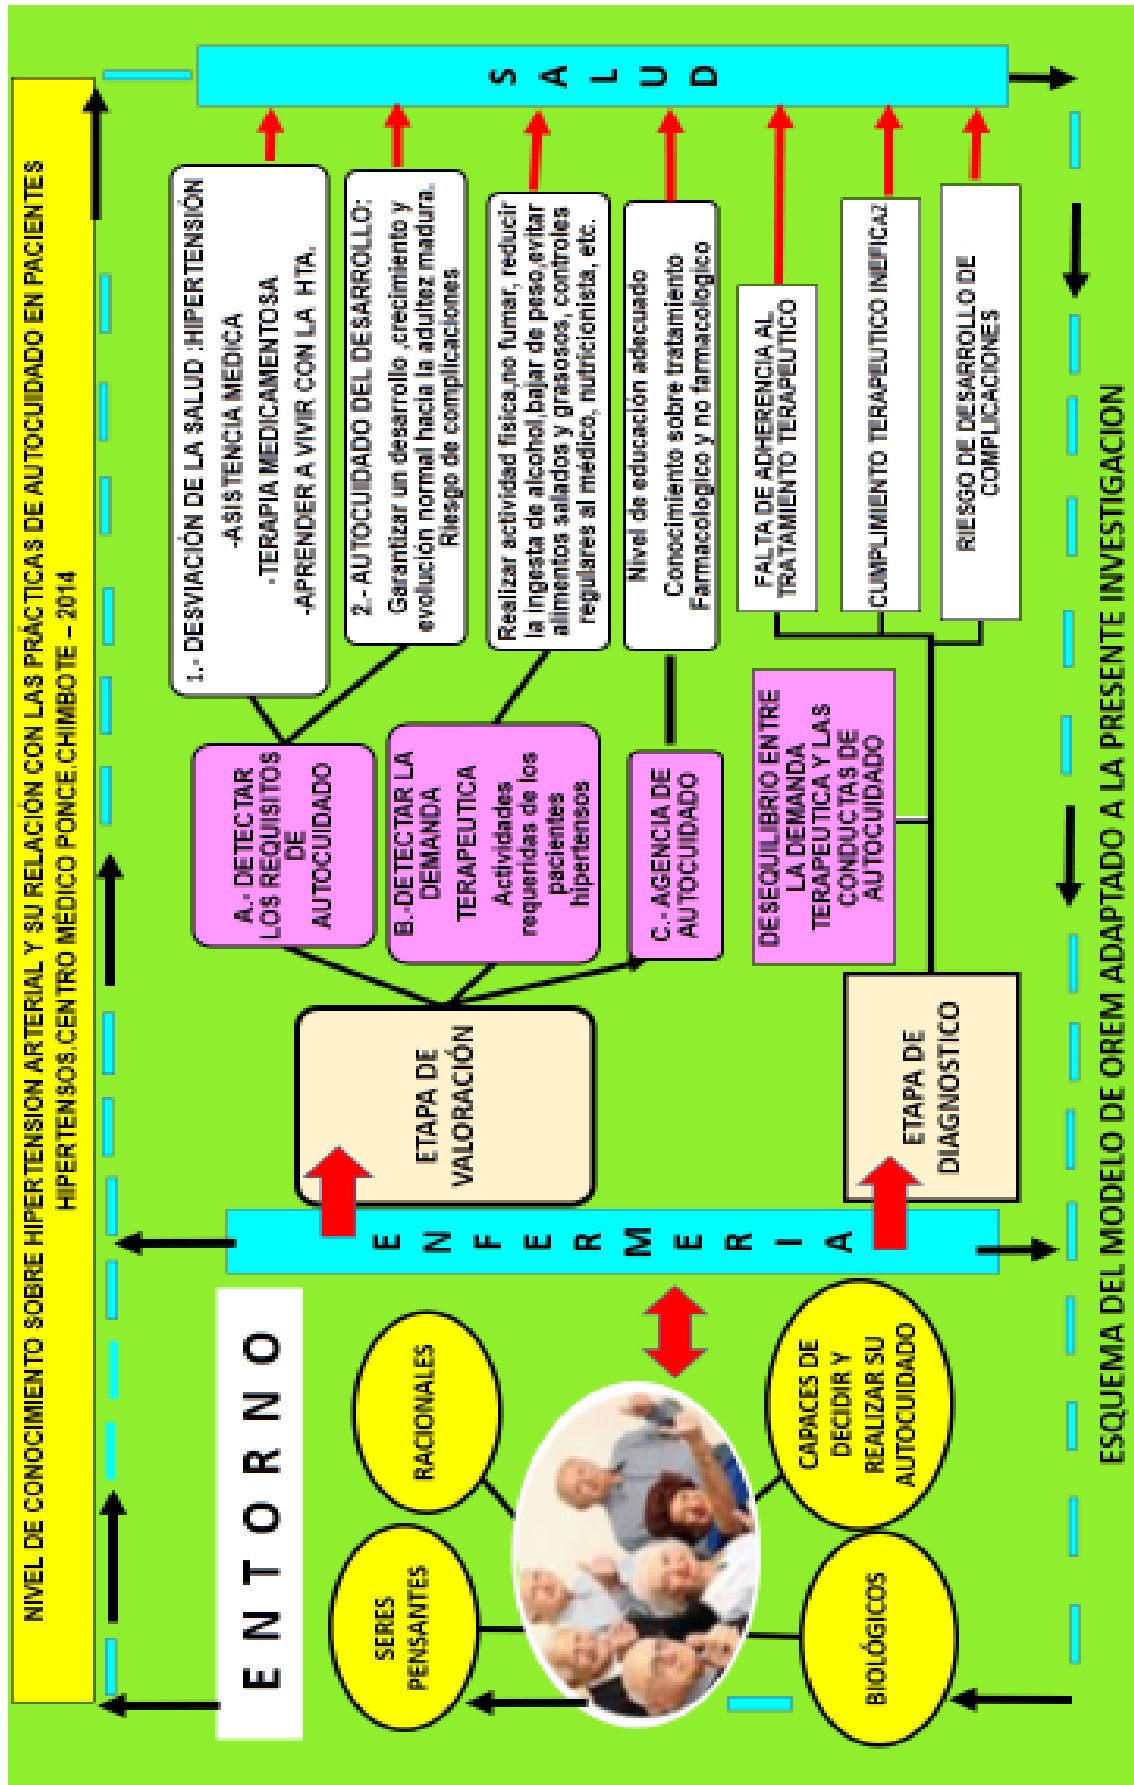 NIVEL DE CONOCIMIENTO SOBRE HIPERTENSION ARTERIAL Y SU RELACIÓN CON LAS PRÁCTICAS DE AUTOCUIDADO EN PACIENTES
HIPERTENSOS.CENTRO MÉDICO PONCE.CHIMBOTE – 2014
ENTORNO
SERES
PENSANTES
RACIONALES
BIOLÓGICOS
CAPACES DE
DECIDIR Y
REALIZAR SU
AUTOCUIDADO
ENFERMERIA
ETAPA DE
VALORACIÓN
A.- DETECTAR
LOS REQUISITOS
DE
AUTOCUIDADO
1.- DESVIACIÓN DE LA SALUD :HIPERTENSIÓN
-ASISTENCIA MEDICA
-TERAPIA MEDICAMENTOSA
-APRENDER A VIVIR CON LA HTA.
2.- AUTOCUIDADO DEL DESARROLLO:
Garantizar un desarrollo ,crecimiento y
evolución normal hacia la adultez madura.
Riesgo de complicaciones
B.-DETECTAR LA
DEMANDA
TERAPEUTICA
Actividades
requeridas de los
pacientes
hipertensos
Realizar actividad fisica,no fumar, reducir
la ingesta de alcohol,bajar de peso,evitar
alimentos salados y grasosos, controles
regulares al médico, nutricionista, etc.
C.- AGENCIA DE
AUTOCUIDADO
Nivel de educación adecuado
Conocimiento sobre tratamiento
Farmacologico y no farmacologico
ETAPA DE
DIAGNOSTICO
DESEQUILIBRIO ENTRE
LA DEMANDA
TERAPEUTICA Y LAS
CONDUCTAS DE
AUTOCUIDADO
FALTA DE ADHERENCIA AL
TRATAMIENTO TERAPÉUTICO
CUMPLIMIENTO TERAPEUTICO INEFICAZ
RIESGO DE DESARROLLO DE
COMPLICACIONES
SALUD
ESQUEMA DEL MODELO DE OREM ADAPTADO A LA PRESENTE INVESTIGACION